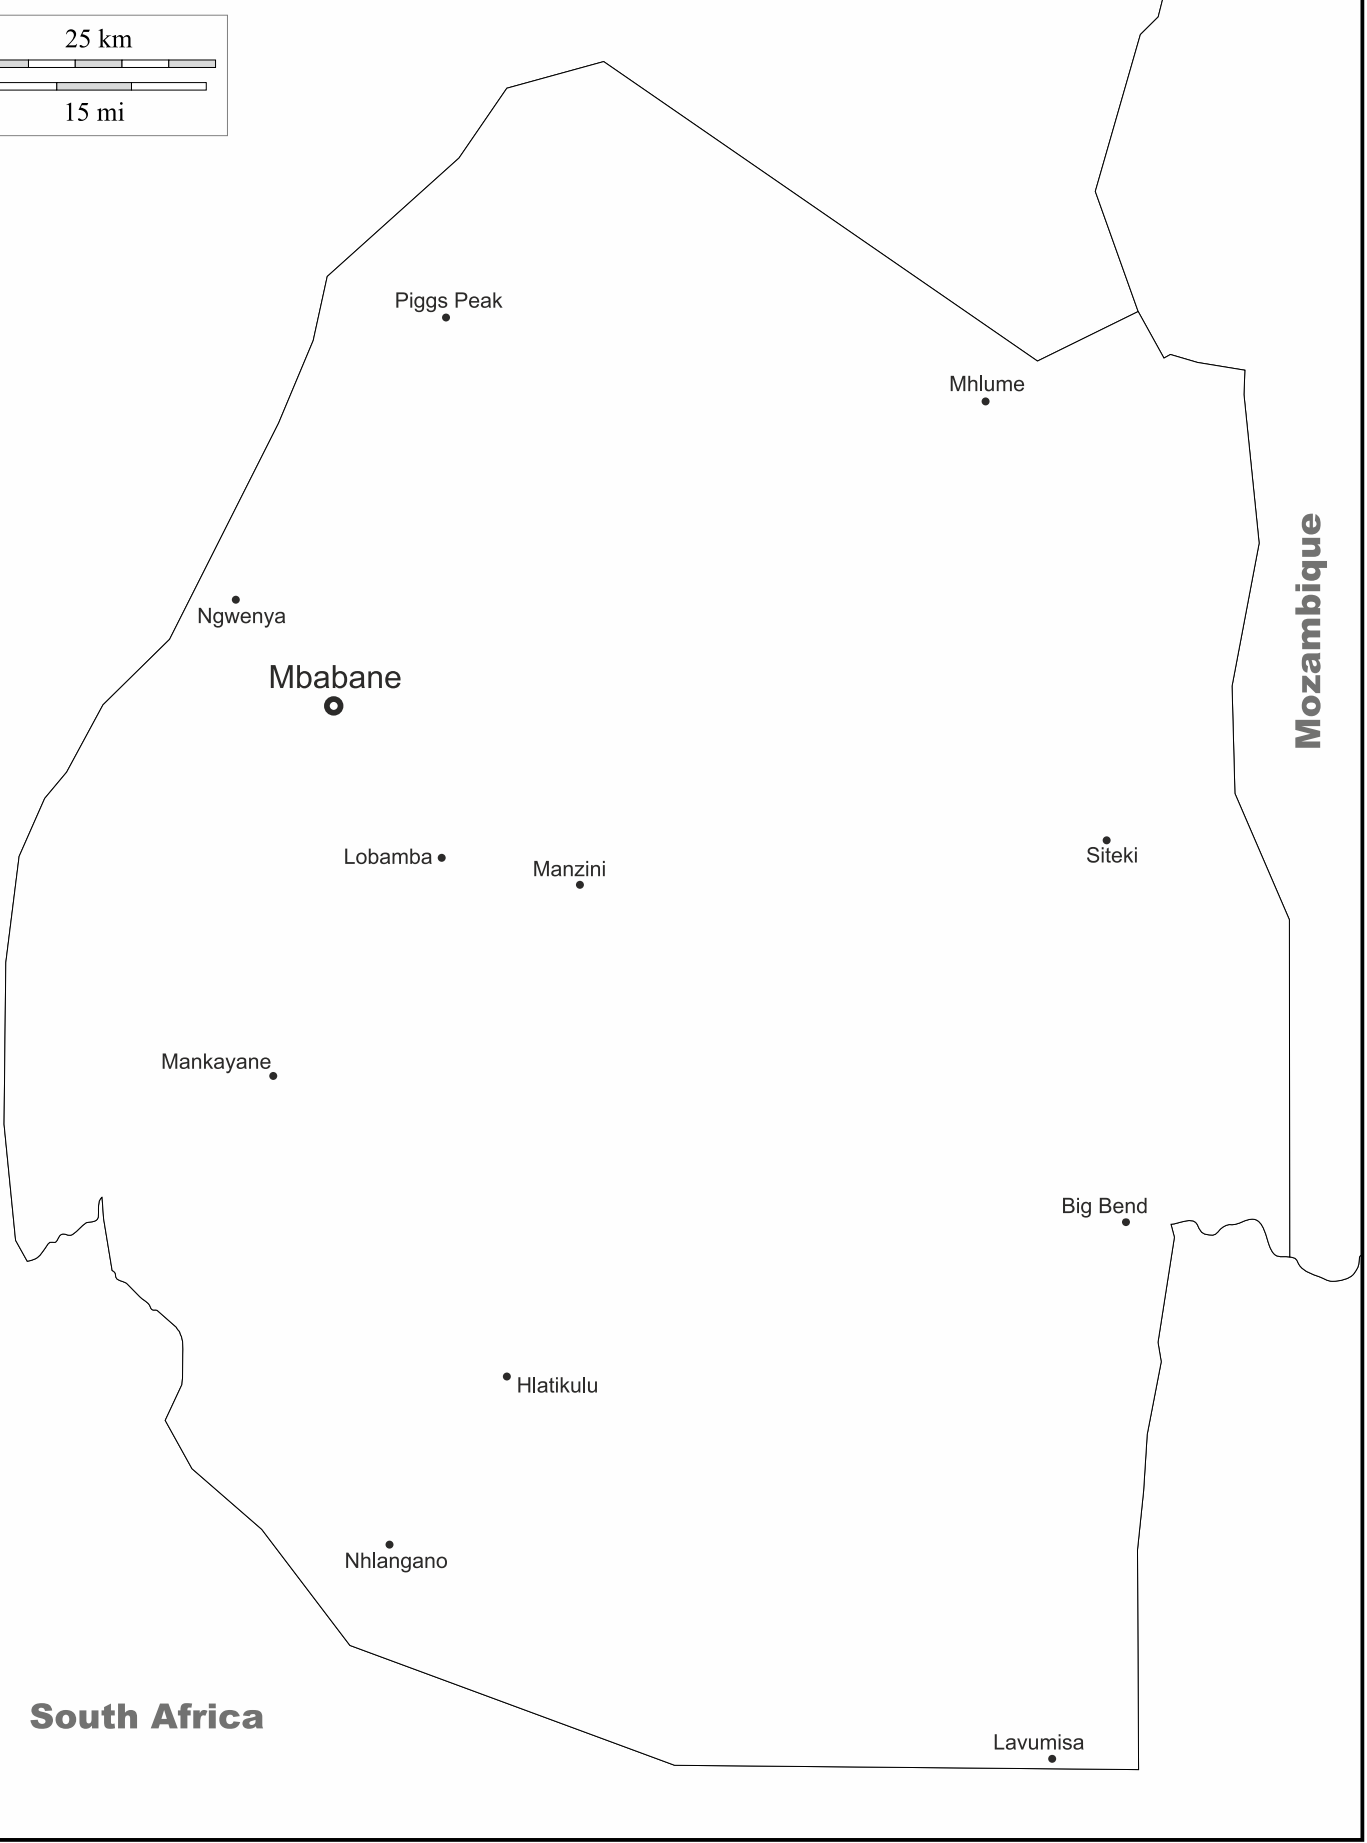 25 km
15 mi
Piggs Peak
Mhlume
Mozambique
Ngwenya
Mbabane
Lobamba
Manzini
Siteki
Mankayane
Big Bend
Hlatikulu
Nhlangano
South Africa
Lavumisa